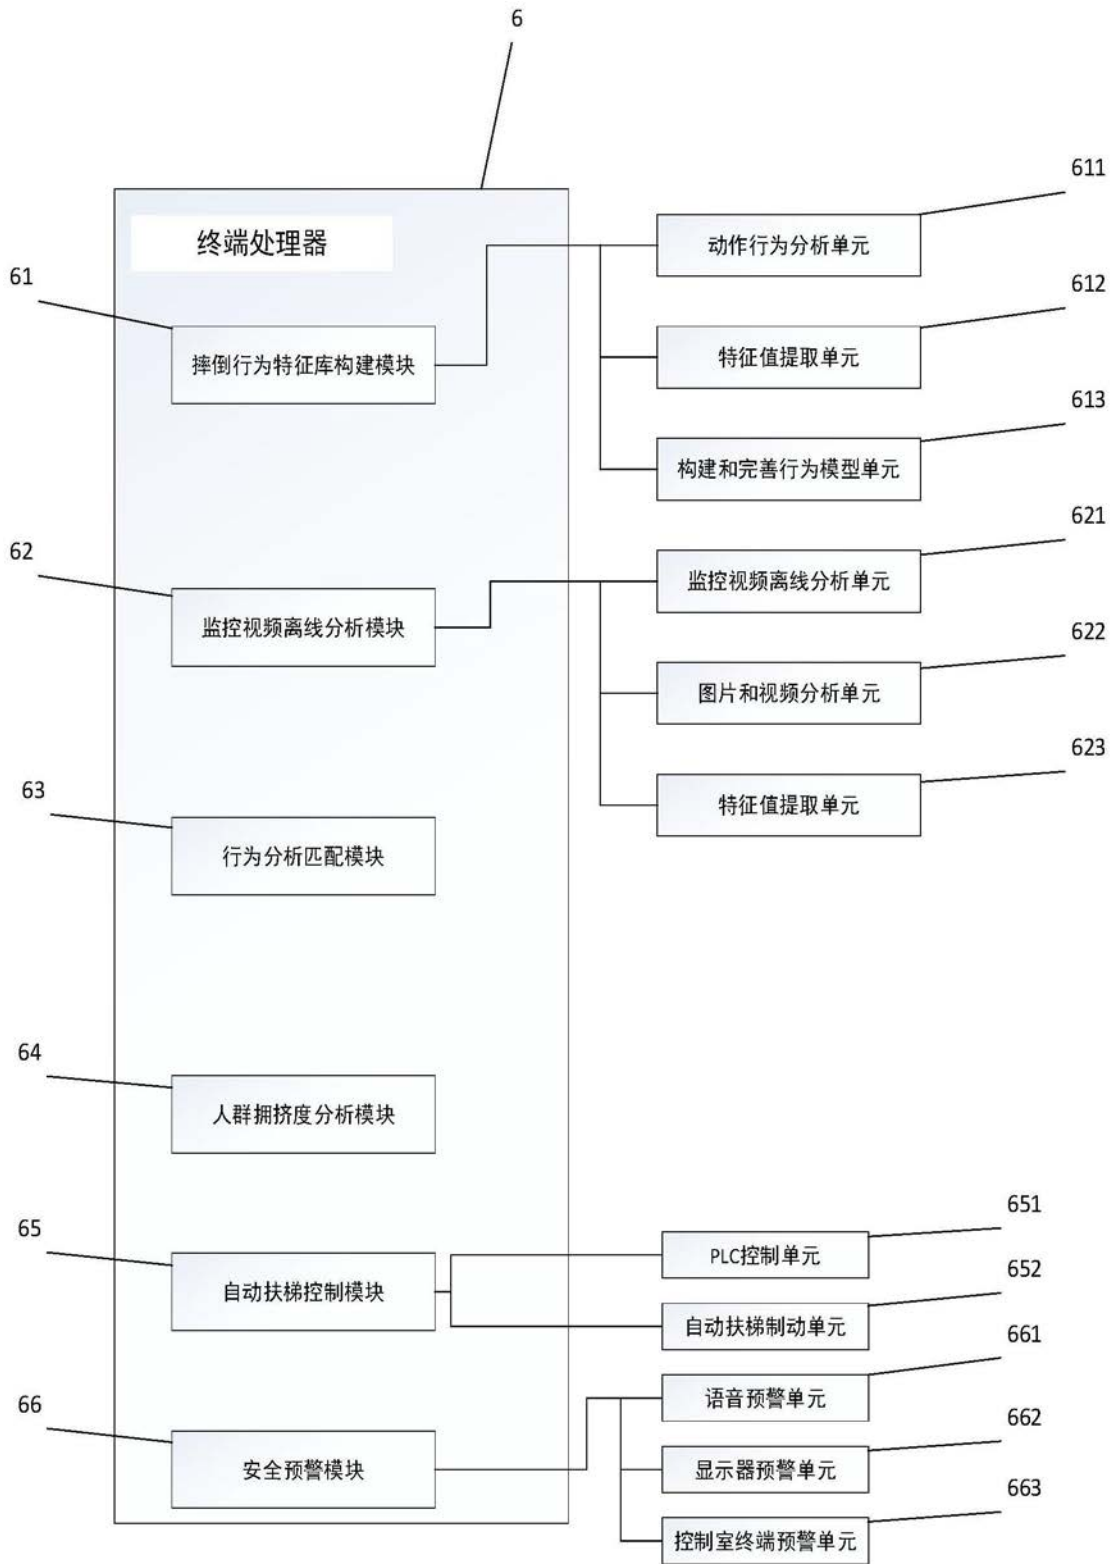 6
611
终端处理器
动作行为分析单元
61
612
摔倒行为特征库构建模块
特征值提取单元
613
构建和完善行为模型单元
621
62
监控视频离线分析单元
监控视频离线分析模块
622
图片和视频分析单元
623
63
特征值提取单元
行为分析匹配模块
64
人群拥挤度分析模块
651
65
PLC控制单元
652
自动扶梯控制模块
自动扶梯制动单元
661
66
语音预警单元
662
安全预警模块
显示器预警单元
663
控制室终端预警单元